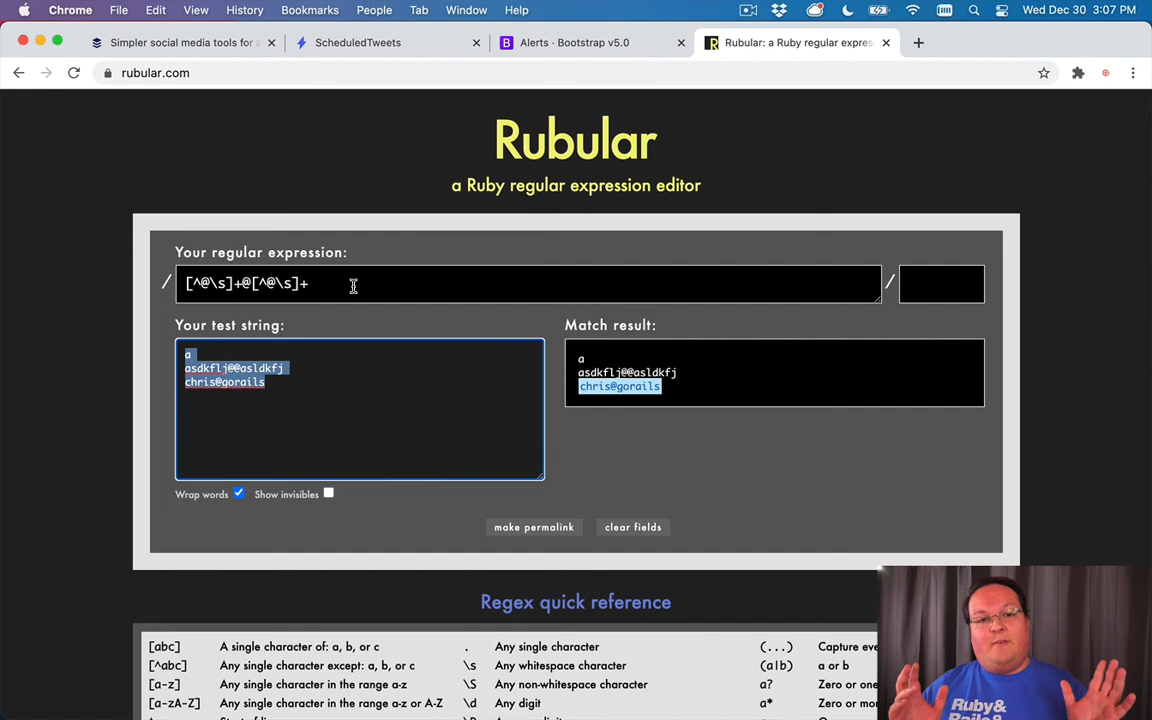 Chrome File Edit View History Bookmarks People Tab Window Help Wed Dec 30 3:07 PM
Simpler social media tools for a ScheduledTweets Alerts · Bootstrap v5.0 Rubular: a Ruby regular expres
rubular.com
Rubular
a Ruby regular expression editor
Your regular expression:
/ [^@\s]+@[^@\s]+ /
Your test string: Match result:
a
asdkflj@@asldkfj
chris@gorails
a
asdkflj@@asldkfj
chris@gorails
Wrap words Show invisibles
make permalink clear fields
Regex quick reference
[abc] A single character of: a, b, or c . Any single character (...) Capture eve
[^abc] Any single character except: a, b, or c \s Any whitespace character (a|b) a or b
[a-z] Any single character in the range a-z \S Any non-whitespace character a? Zero or one
[a-zA-Z] Any single character in the range a-z or A-Z \d Any digit a* Zero or mor
Ruby&
Rails&